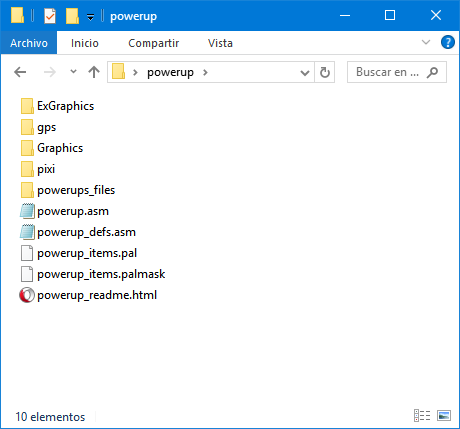 powerup
Archivo Inicio Compartir Vista
powerup
Buscar en ...
ExGraphics
gps
Graphics
pixi
powerups_files
powerup.asm
powerup_defs.asm
powerup_items.pal
powerup_items.palmask
powerup_readme.html
10 elementos